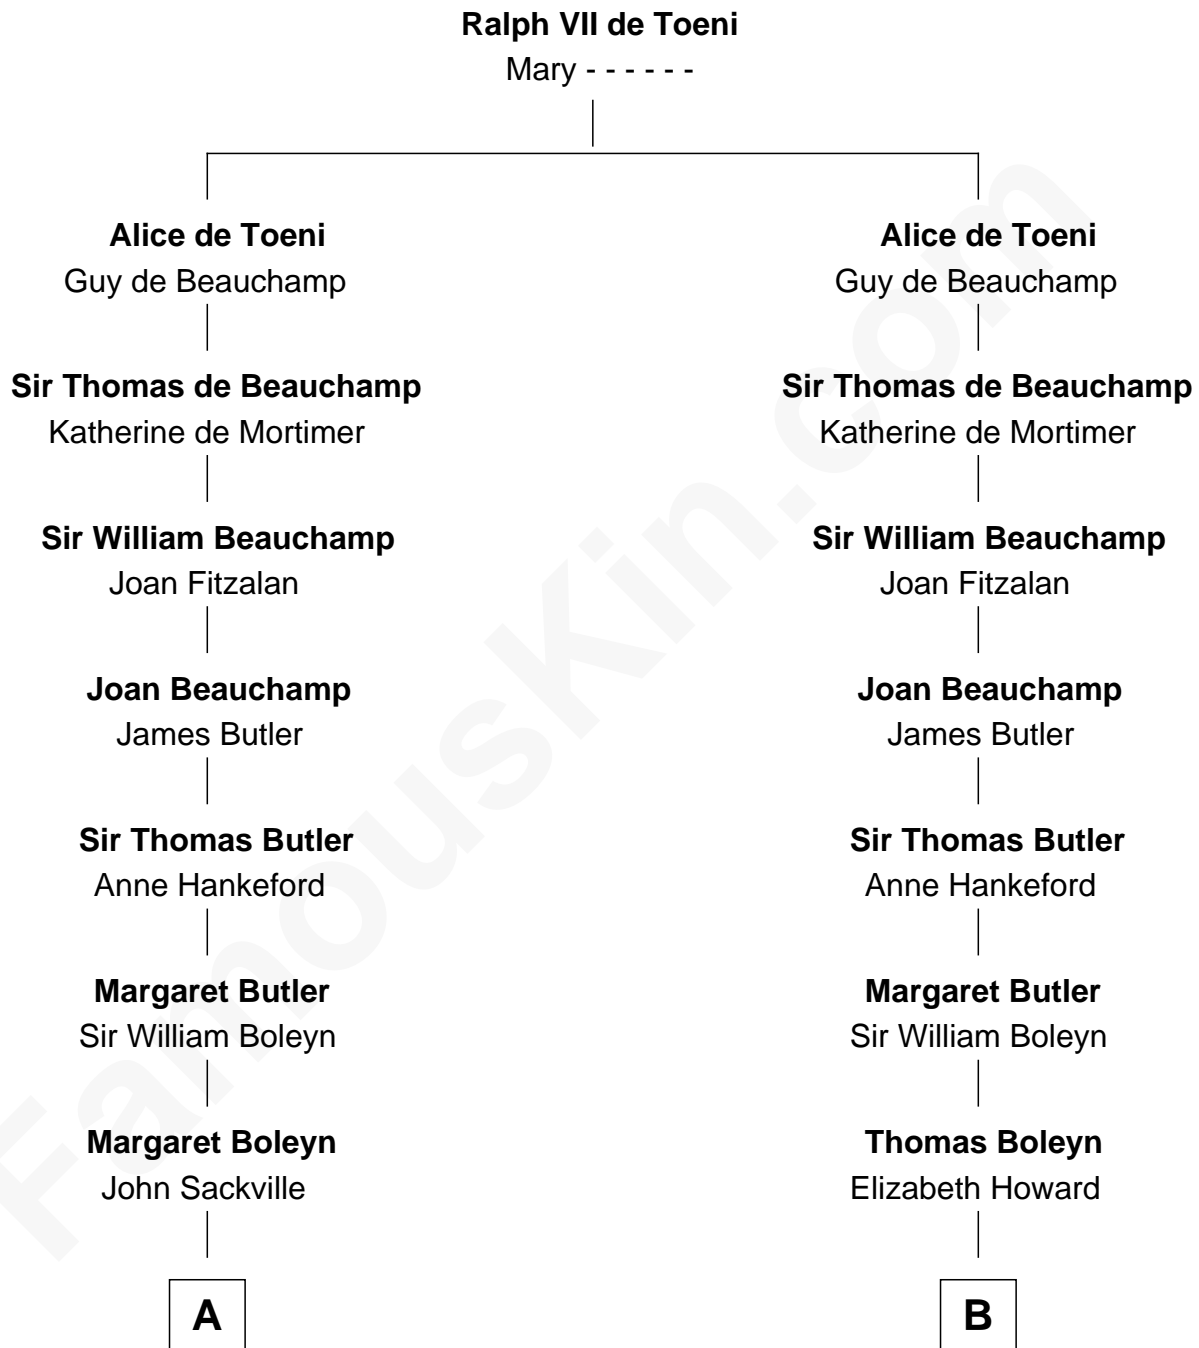 Ralph VII de Toeni
Mary - - - - - -
Alice de Toeni
Guy de Beauchamp
Alice de Toeni
Guy de Beauchamp
Sir Thomas de Beauchamp
Katherine de Mortimer
Sir Thomas de Beauchamp
Katherine de Mortimer
Sir William Beauchamp
Joan Fitzalan
Sir William Beauchamp
Joan Fitzalan
Joan Beauchamp
James Butler
Joan Beauchamp
James Butler
Sir Thomas Butler
Anne Hankeford
Sir Thomas Butler
Anne Hankeford
Margaret Butler
Sir William Boleyn
Margaret Butler
Sir William Boleyn
Margaret Boleyn
John Sackville
Thomas Boleyn
Elizabeth Howard
A
B
FamousKin.com